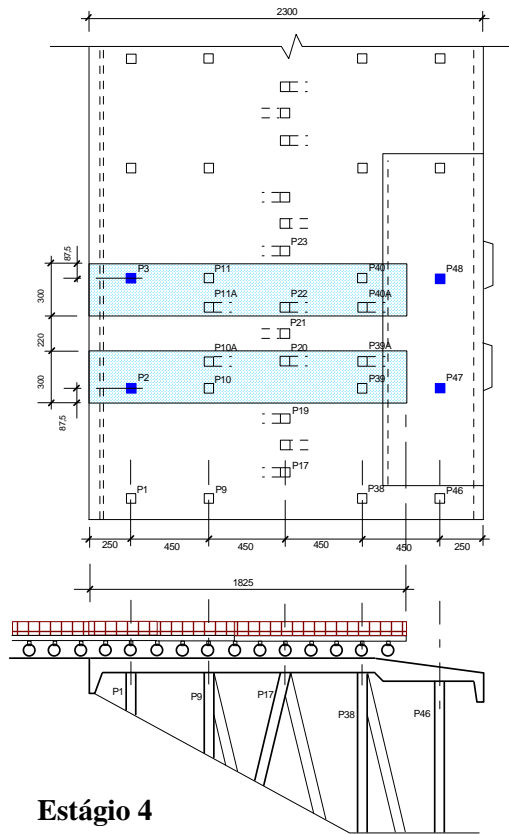 2300
P3
P11
P23
P40
P48
P11A
P22
P40A
P21
P10A
P20
P39A
P2
P10
P39
P47
P19
P17
P1
P9
P38
P46
87,5
300
220
300
87,5
250
450
450
450
450
250
1825
P1
P9
P17
P38
P46
Estágio 4